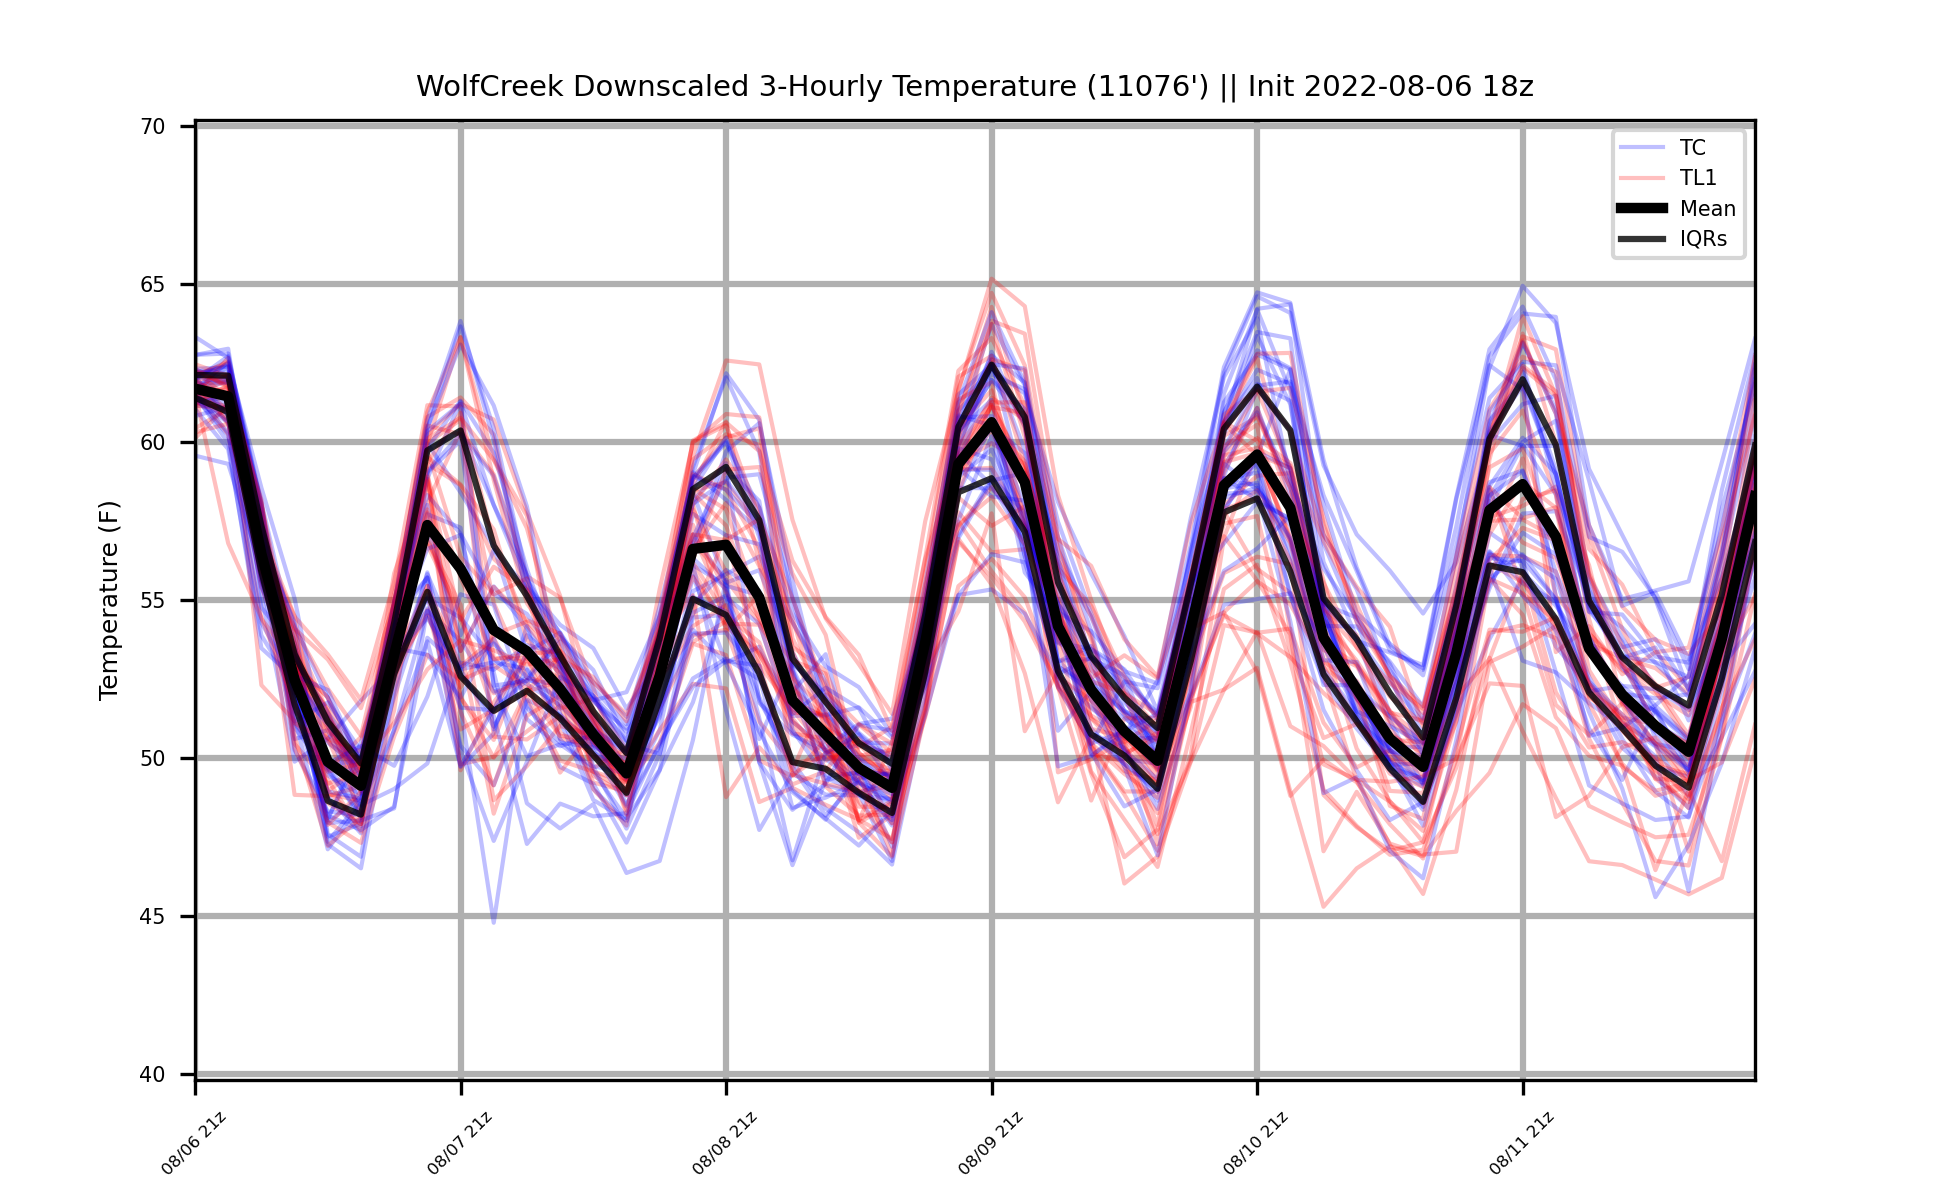 WolfCreek Downscaled 3-Hourly Temperature (11076') || Init 2022-08-06 18z
70
65
60
55
50
45
40
Temperature (F)
TC
TL1
Mean
IQRs
08/06 21z
08/07 21z
08/08 21z
08/09 21z
08/10 21z
08/11 21z